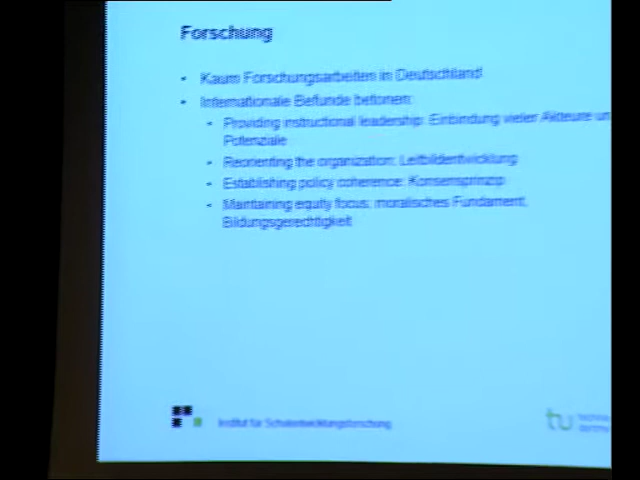 Forschung
• Kaum Forschungsarbeiten in Deutschland
• Internationale Befunde betonen:
• Providing instructional leadership: Einbindung vieler Akteure un
Potenziale
• Reorienting the organization: Leitbildentwicklung
• Establishing policy coherence: Konsensprinzip
• Maintaining equity focus: moralisches Fundament,
Bildungsgerechtigkeit
Institut für Schulentwicklungsforschung
tu